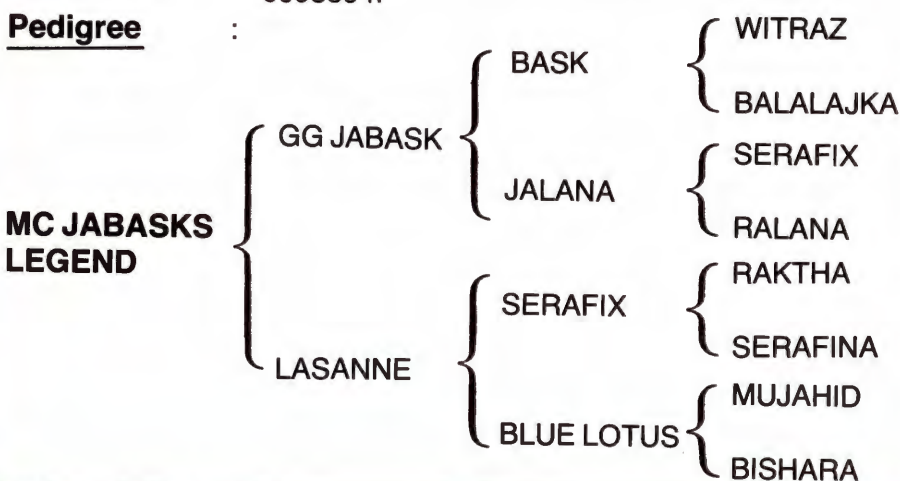 Pedigree :
WITRAZ
BASK
BALALAJKA
GG JABASK
SERAFIX
JALANA
RALANA
MC JABASKS
LEGEND
RAKTHA
SERAFIX
SERAFINA
LASANNE
MUJAHID
BLUE LOTUS
BISHARA